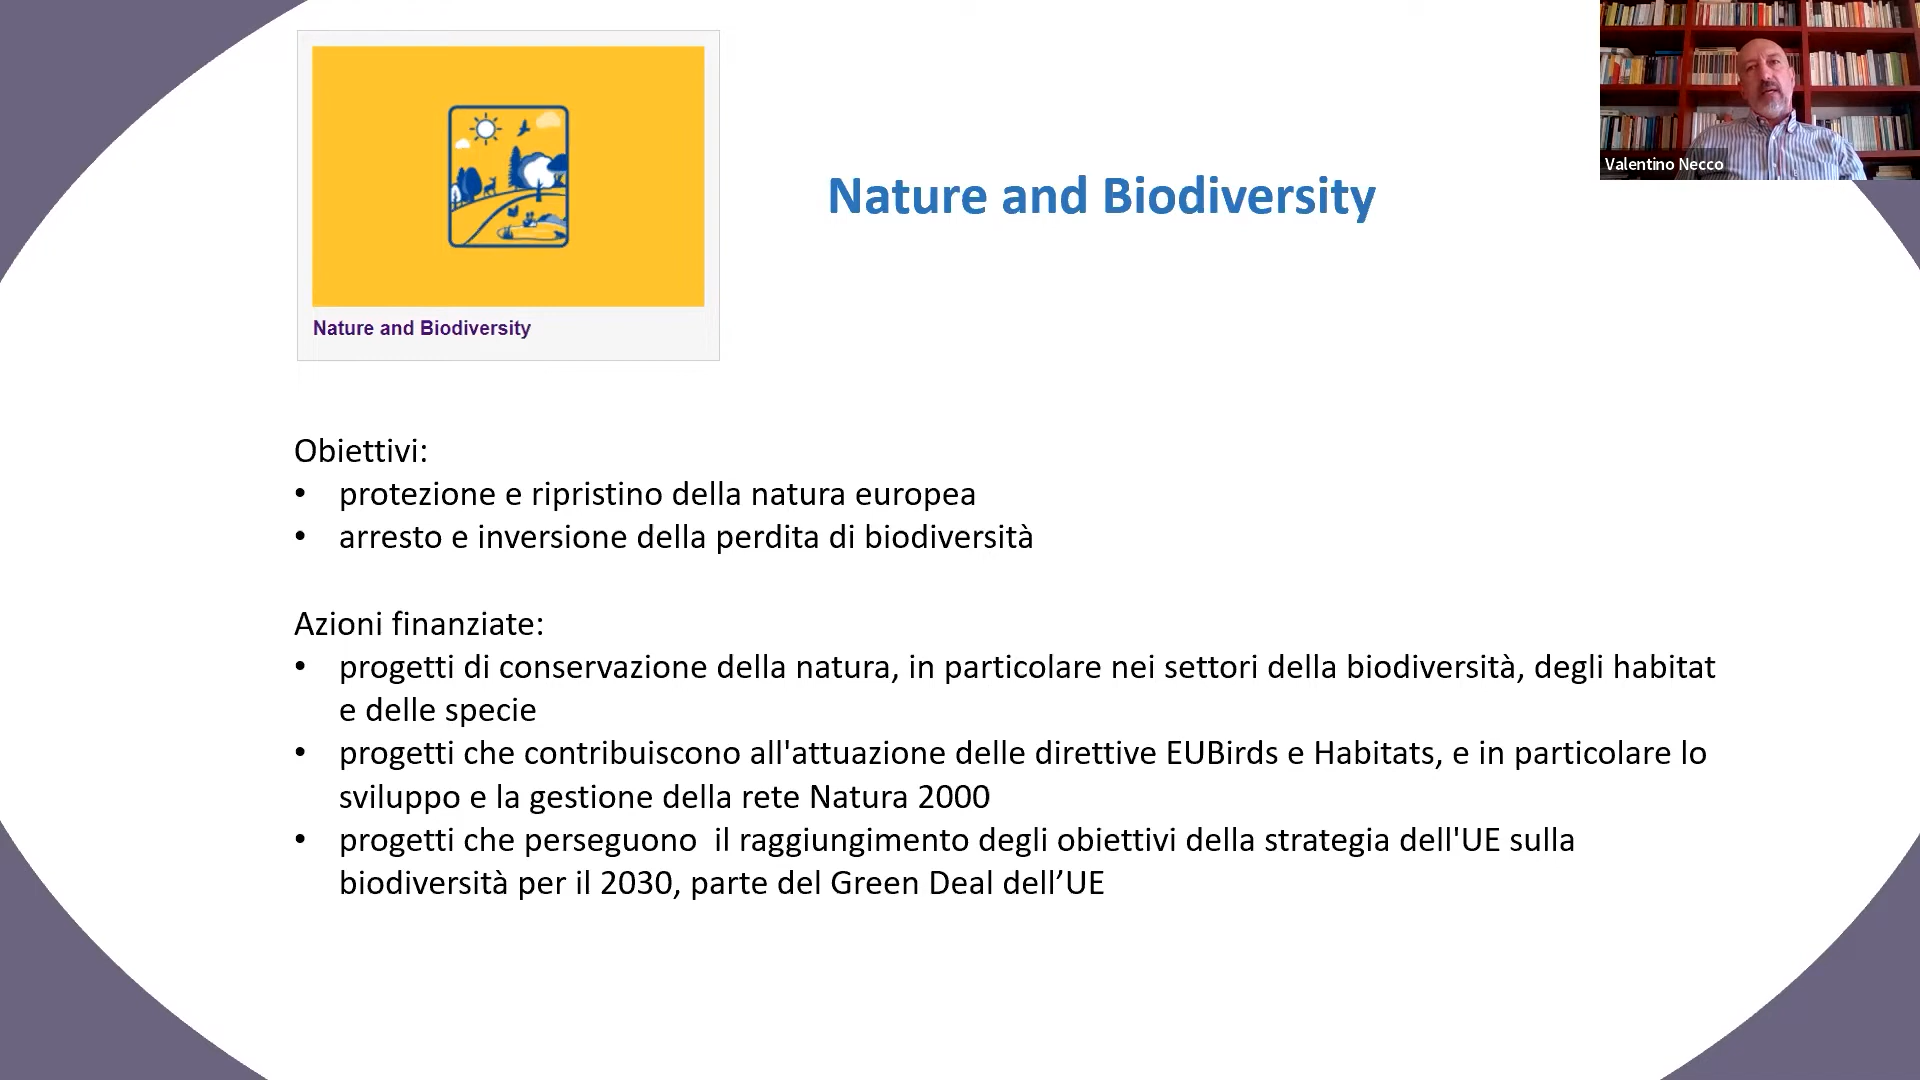 Valentino Necco
Nature and Biodiversity
Nature and Biodiversity
Obiettivi:
• protezione e ripristino della natura europea
• arresto e inversione della perdita di biodiversità
Azioni finanziate:
• progetti di conservazione della natura, in particolare nei settori della biodiversità, degli habitat
e delle specie
• progetti che contribuiscono all'attuazione delle direttive EUBirds e Habitats, e in particolare lo
sviluppo e la gestione della rete Natura 2000
• progetti che perseguono  il raggiungimento degli obiettivi della strategia dell'UE sulla
biodiversità per il 2030, parte del Green Deal dell’UE